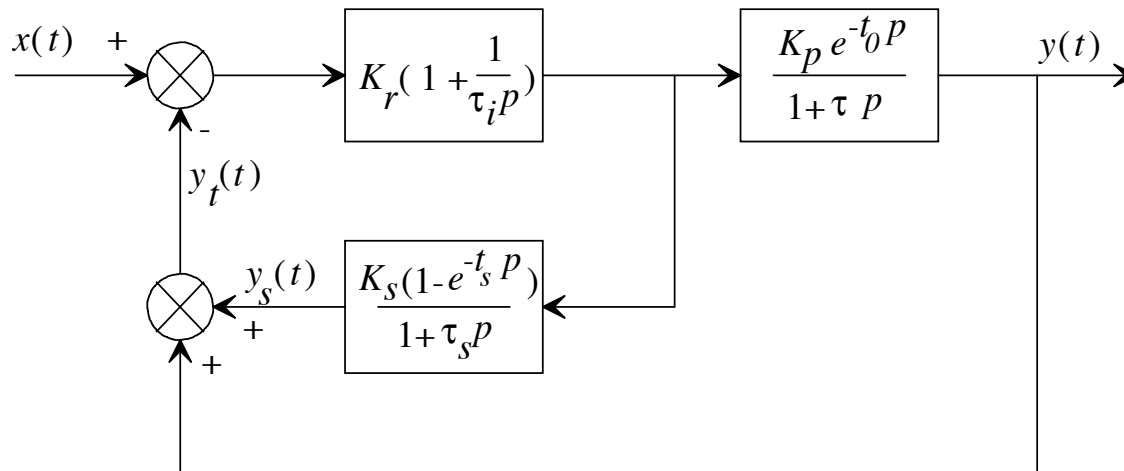 x(t) +
K_r( 1 + 1/τ_i p)
K_p e^{-t_0 p}
1+ τ p
y(t)
-
y_t(t)
y_s(t)
K_s(1-e^{-t_s p})
1+ τ_s p
+
+